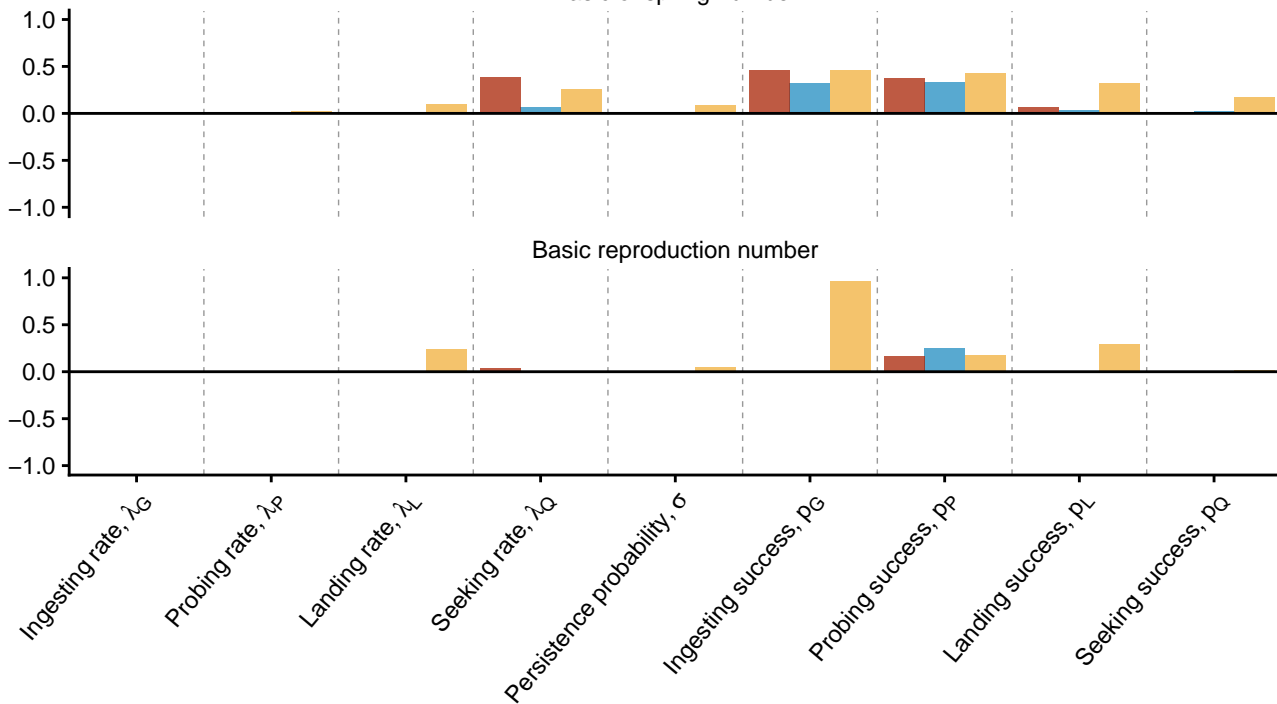 1.0
0.5
0.0
−0.5
−1.0
Basic reproduction number
1.0
0.5
0.0
−0.5
−1.0
Ingesting rate, λG
Probing rate, λP
Landing rate, λL
Seeking rate, λQ
Persistence probability, σ
Ingesting success, pG
Probing success, pP
Landing success, pL
Seeking success, pQ